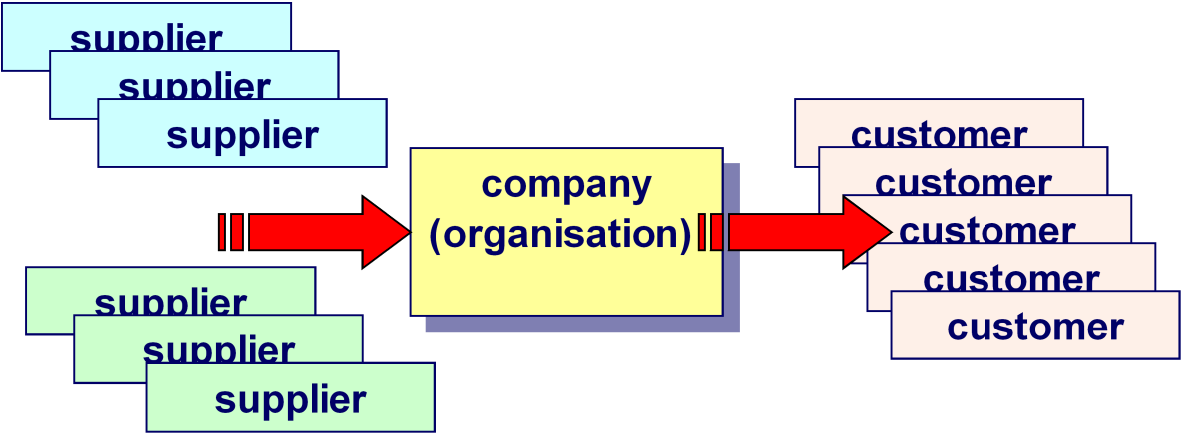 supplier
supplier
supplier
supplier
supplier
supplier
company
(organisation)
customer
customer
customer
customer
customer